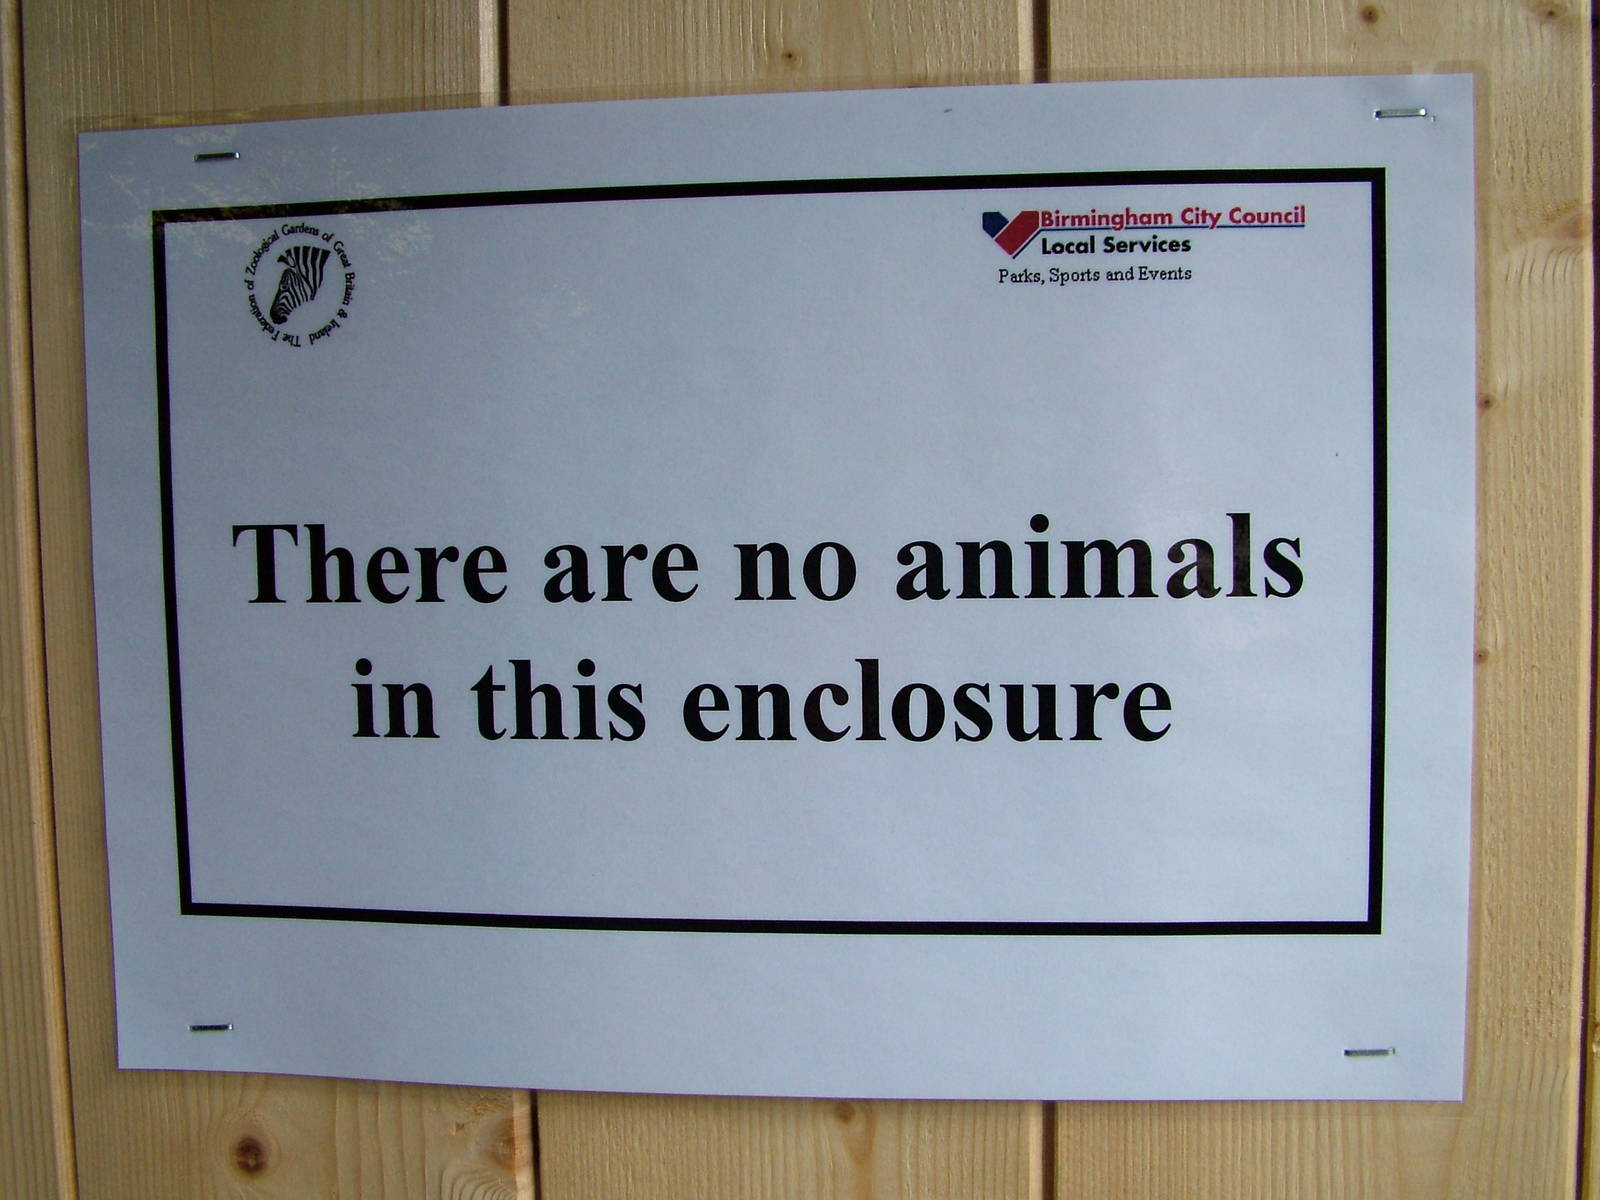 The Federation of Zoological Gardens of Great Britain & Ireland
Birmingham City Council
Local Services
Parks, Sports and Events
There are no animals
in this enclosure